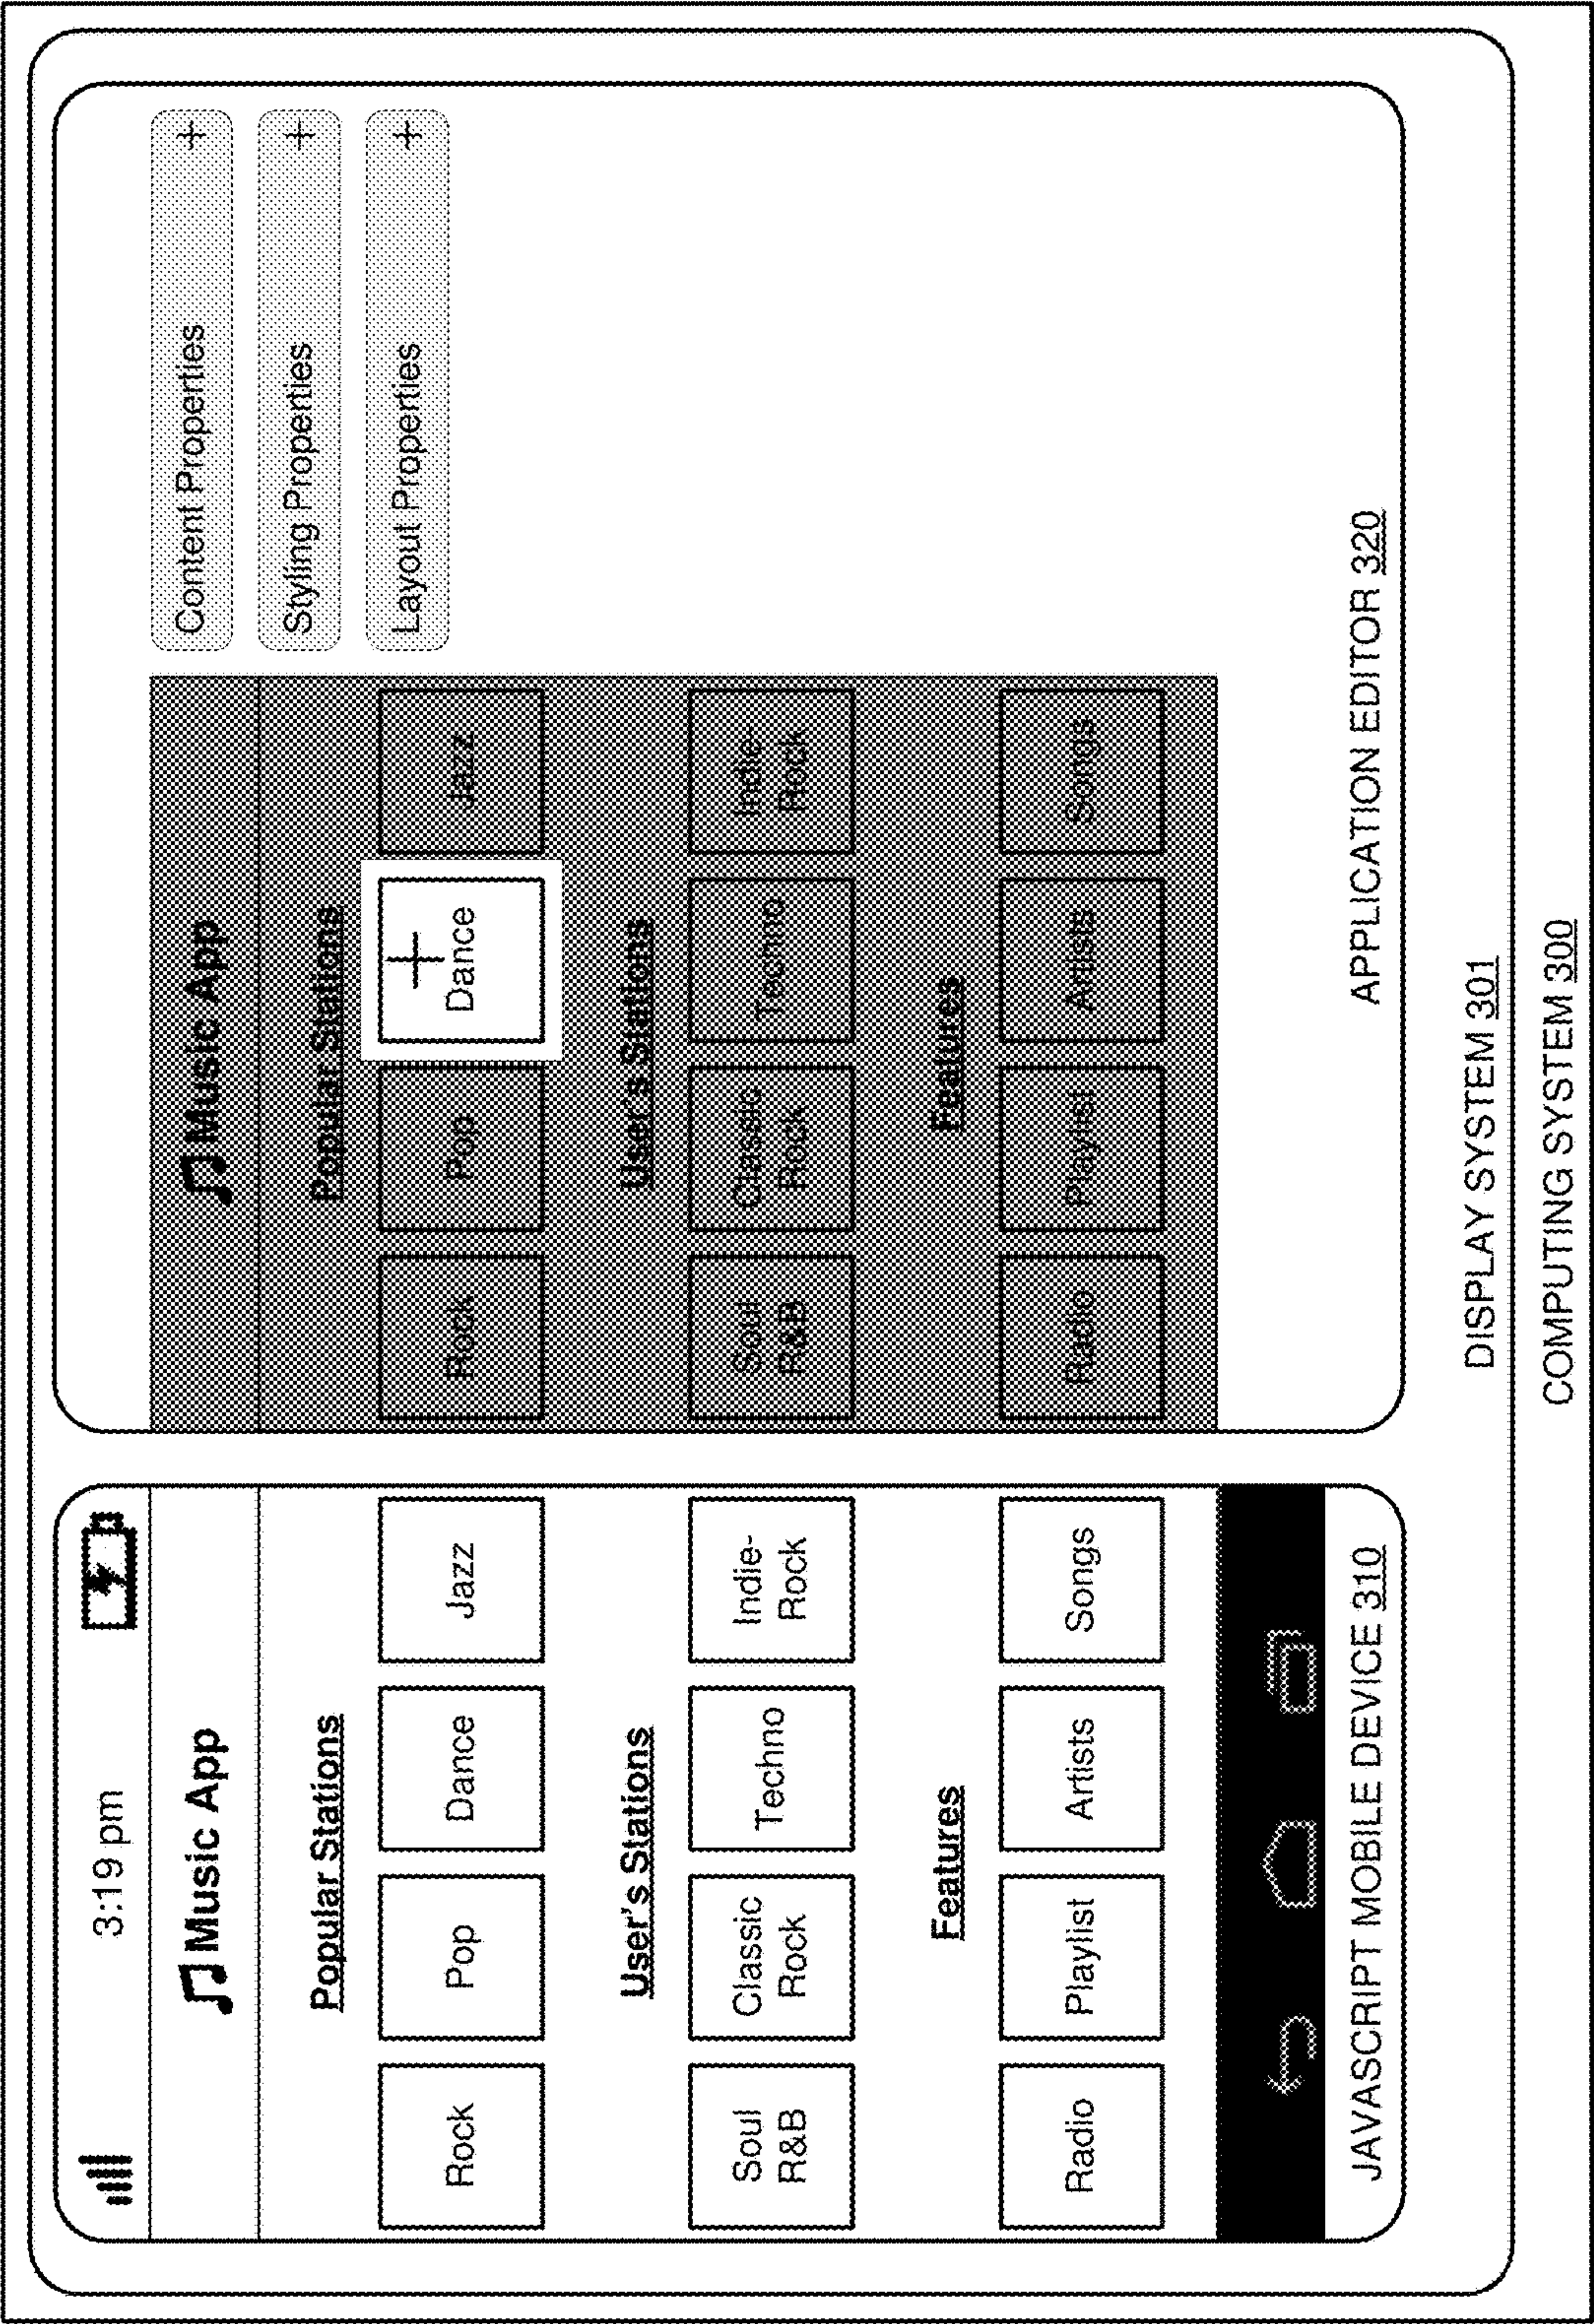 3:19 pm
Music App
Popular Stations
Rock Pop Dance Jazz
User's Stations
Soul R&B
Classic Rock
Techno
Indie-Rock
Features
Radio Playlist Artists Songs
JAVASCRIPT MOBILE DEVICE 310
Music App
Popular Stations
Rock Pop Dance Jazz
User's Stations
Soul R&B
Classic Rock
Techno
Indie-Rock
Features
Radio Playlist Artists Songs
Content Properties +
Styling Properties +
Layout Properties +
APPLICATION EDITOR 320
DISPLAY SYSTEM 301
COMPUTING SYSTEM 300